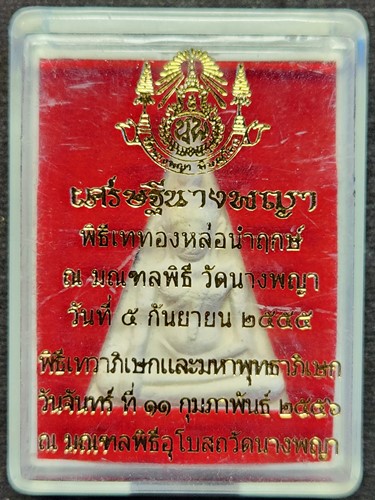 เศรษฐีนางพญา
พิธีเททองหล่อนำฤกษ์
ณ มณฑลพิธี วัดนางพญา
วันที่ ๕ กันยายน ๒๕๕๕
พิธีเทวาภิเษกและมหาพุทธาภิเษก
วันจันทร์ ที่ ๑๑ กุมภาพันธ์ ๒๕๕๖
ณ มณฑลพิธีอุโบสถวัดนางพญา